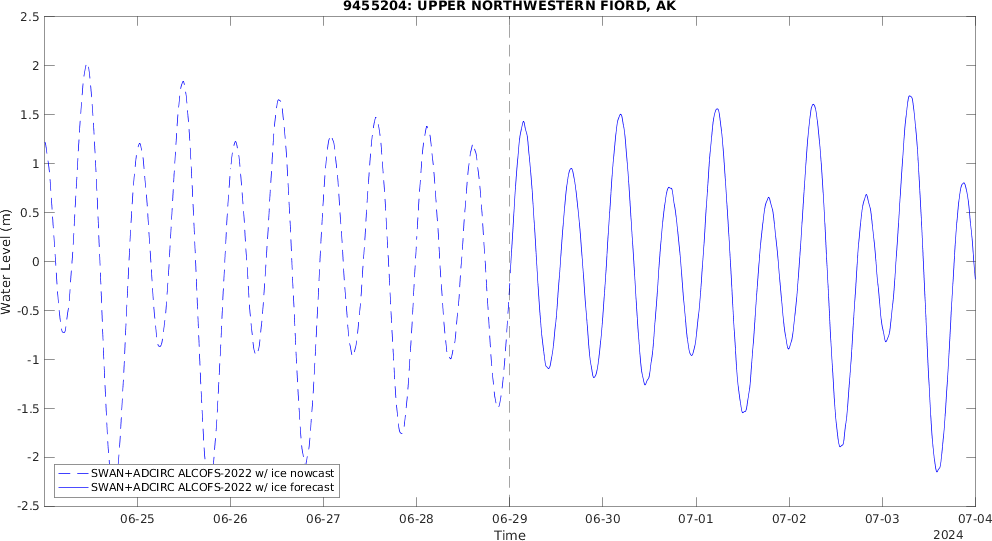 9455204: UPPER NORTHWESTERN FIORD, AK
2.5
2
1.5
1
0.5
0
-0.5
-1
-1.5
-2
-2.5
Water Level (m)
SWAN+ADCIRC ALCOFS-2022 w/ ice nowcast
SWAN+ADCIRC ALCOFS-2022 w/ ice forecast
06-25 06-26 06-27 06-28 06-29 06-30 07-01 07-02 07-03 07-04
Time
2024